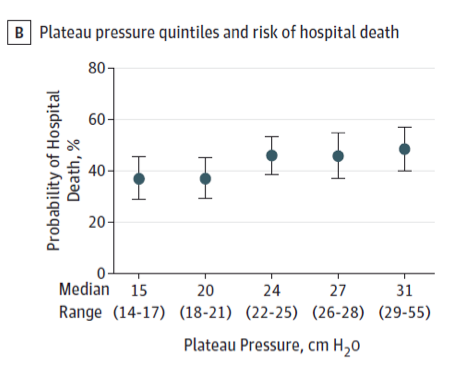 B Plateau pressure quintiles and risk of hospital death
80
60
40
20
0
Probability of Hospital
Death, %
Median 15 20 24 27 31
Range (14-17) (18-21) (22-25) (26-28) (29-55)
Plateau Pressure, cm H₂O